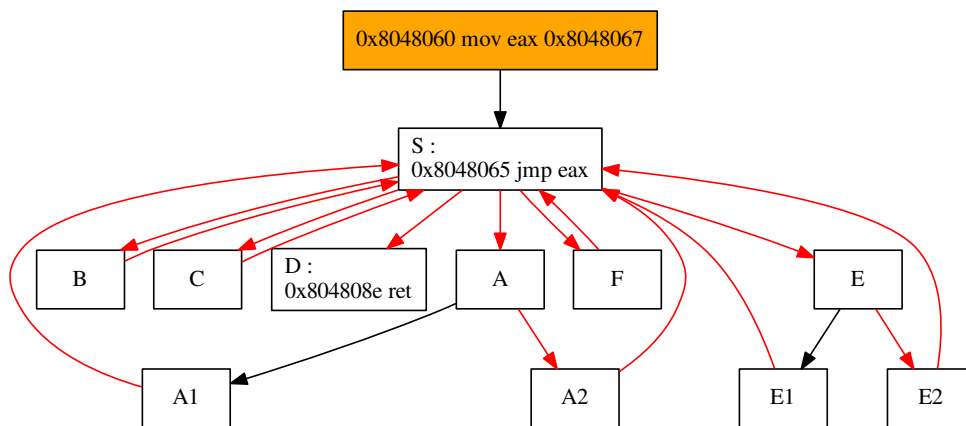 0x8048060 mov eax 0x8048067
S :
0x8048065 jmp eax
B
C
D :
0x804808e ret
A
F
E
A1
A2
E1
E2